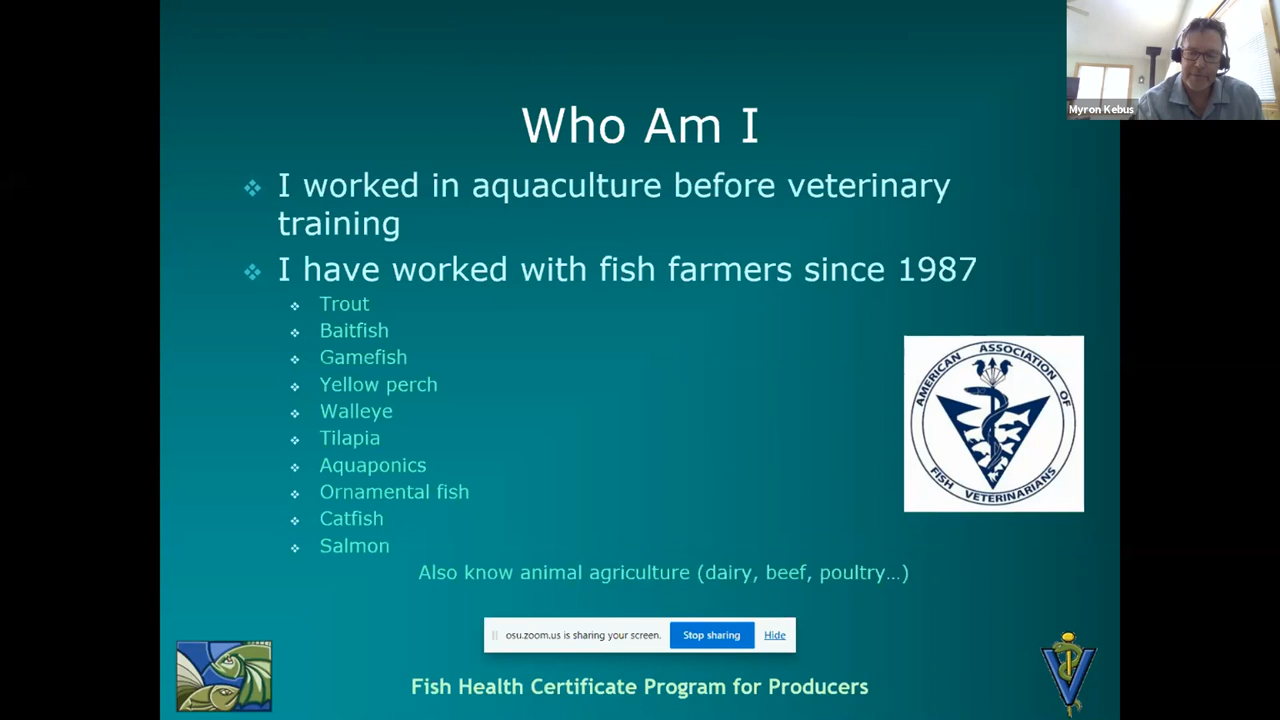 Myron Kebus
Who Am I
I worked in aquaculture before veterinary
training
I have worked with fish farmers since 1987
Trout
Baitfish
Gamefish
Yellow perch
Walleye
Tilapia
Aquaponics
Ornamental fish
Catfish
Salmon
Also know animal agriculture (dairy, beef, poultry…)
AMERICAN ASSOCIATION OF
FISH VETERINARIANS
osu.zoom.us is sharing your screen. Stop sharing Hide
Fish Health Certificate Program for Producers
V